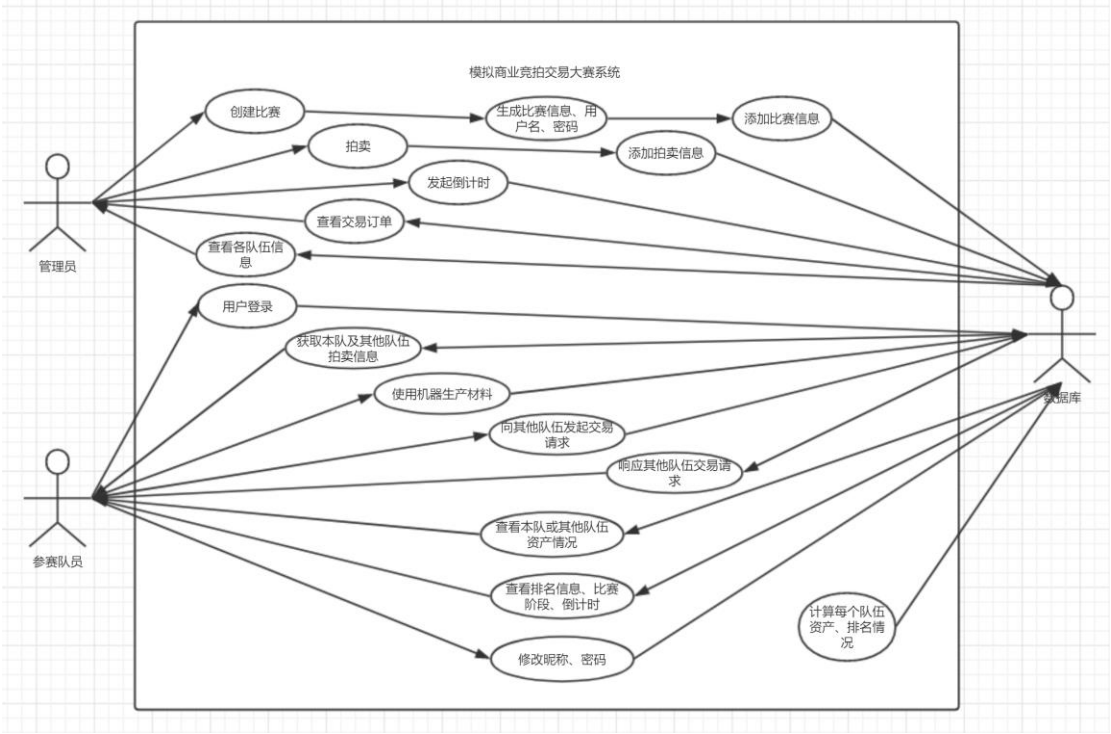 模拟商业竞拍交易大赛系统
创建比赛
生成比赛信息、用
户名、密码
添加比赛信息
拍卖
添加拍卖信息
发起倒计时
查看交易订单
查看各队伍信
息
管理员
用户登录
获取本队及其他队伍
拍卖信息
使用机器生产材料
数据库
向其他队伍发起交易
请求
响应其他队伍交易请
求
查看本队或其他队伍
资产情况
参赛队员
查看排名信息、比赛
阶段、倒计时
计算每个队伍
资产、排名情
况
修改昵称、密码